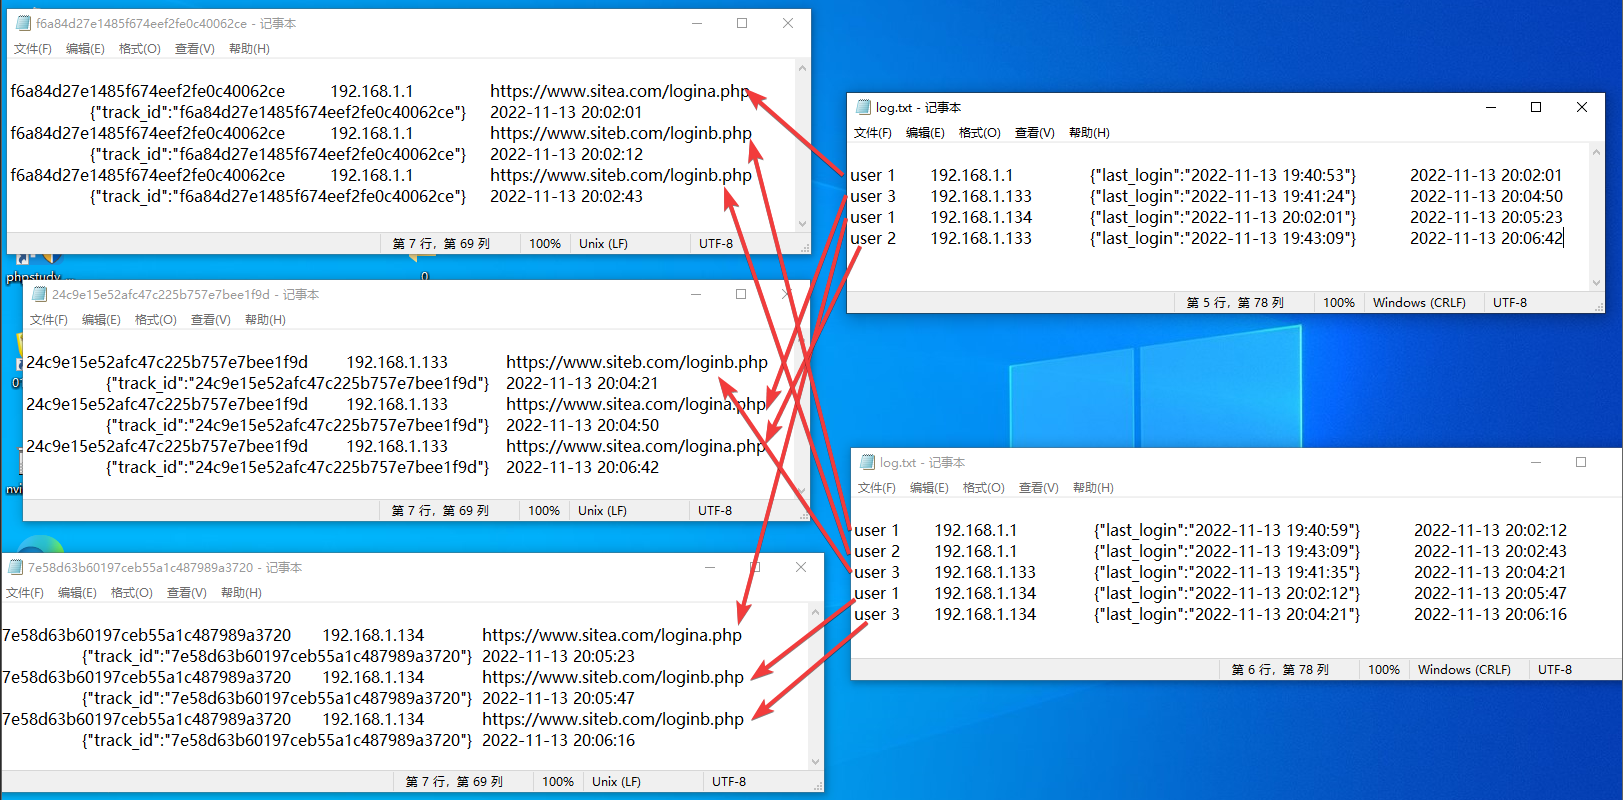 f6a84d27e1485f674eef2fe0c40062ce - 记事本
文件(F) 编辑(E) 格式(O) 查看(V) 帮助(H)
f6a84d27e1485f674eef2fe0c40062ce 192.168.1.1 https://www.sitea.com/logina.php
{"track_id":"f6a84d27e1485f674eef2fe0c40062ce"} 2022-11-13 20:02:01
f6a84d27e1485f674eef2fe0c40062ce 192.168.1.1 https://www.siteb.com/loginb.php
{"track_id":"f6a84d27e1485f674eef2fe0c40062ce"} 2022-11-13 20:02:12
f6a84d27e1485f674eef2fe0c40062ce 192.168.1.1 https://www.siteb.com/loginb.php
{"track_id":"f6a84d27e1485f674eef2fe0c40062ce"} 2022-11-13 20:02:43
第 7 行，第 69 列 100% Unix (LF) UTF-8
phpstudy... 0
24c9e15e52afc47c225b757e7bee1f9d - 记事本
文件(F) 编辑(E) 格式(O) 查看(V) 帮助(H)
24c9e15e52afc47c225b757e7bee1f9d 192.168.1.133 https://www.siteb.com/loginb.php
{"track_id":"24c9e15e52afc47c225b757e7bee1f9d"} 2022-11-13 20:04:21
24c9e15e52afc47c225b757e7bee1f9d 192.168.1.133 https://www.sitea.com/logina.php
{"track_id":"24c9e15e52afc47c225b757e7bee1f9d"} 2022-11-13 20:04:50
24c9e15e52afc47c225b757e7bee1f9d 192.168.1.133 https://www.sitea.com/logina.php
{"track_id":"24c9e15e52afc47c225b757e7bee1f9d"} 2022-11-13 20:06:42
第 7 行，第 69 列 100% Unix (LF) UTF-8
7e58d63b60197ceb55a1c487989a3720 - 记事本
文件(F) 编辑(E) 格式(O) 查看(V) 帮助(H)
7e58d63b60197ceb55a1c487989a3720 192.168.1.134 https://www.sitea.com/logina.php
{"track_id":"7e58d63b60197ceb55a1c487989a3720"} 2022-11-13 20:05:23
7e58d63b60197ceb55a1c487989a3720 192.168.1.134 https://www.siteb.com/loginb.php
{"track_id":"7e58d63b60197ceb55a1c487989a3720"} 2022-11-13 20:05:47
7e58d63b60197ceb55a1c487989a3720 192.168.1.134 https://www.siteb.com/loginb.php
{"track_id":"7e58d63b60197ceb55a1c487989a3720"} 2022-11-13 20:06:16
第 7 行，第 69 列 100% Unix (LF) UTF-8
log.txt - 记事本
文件(F) 编辑(E) 格式(O) 查看(V) 帮助(H)
user 1 192.168.1.1 {"last_login":"2022-11-13 19:40:53"} 2022-11-13 20:02:01
user 3 192.168.1.133 {"last_login":"2022-11-13 19:41:24"} 2022-11-13 20:04:50
user 1 192.168.1.134 {"last_login":"2022-11-13 20:02:01"} 2022-11-13 20:05:23
user 2 192.168.1.133 {"last_login":"2022-11-13 19:43:09"} 2022-11-13 20:06:42
第 5 行，第 78 列 100% Windows (CRLF) UTF-8
log.txt - 记事本
文件(F) 编辑(E) 格式(O) 查看(V) 帮助(H)
user 1 192.168.1.1 {"last_login":"2022-11-13 19:40:59"} 2022-11-13 20:02:12
user 2 192.168.1.1 {"last_login":"2022-11-13 19:43:09"} 2022-11-13 20:02:43
user 3 192.168.1.133 {"last_login":"2022-11-13 19:41:35"} 2022-11-13 20:04:21
user 1 192.168.1.134 {"last_login":"2022-11-13 20:02:12"} 2022-11-13 20:05:47
user 3 192.168.1.134 {"last_login":"2022-11-13 20:04:21"} 2022-11-13 20:06:16
第 6 行，第 78 列 100% Windows (CRLF) UTF-8